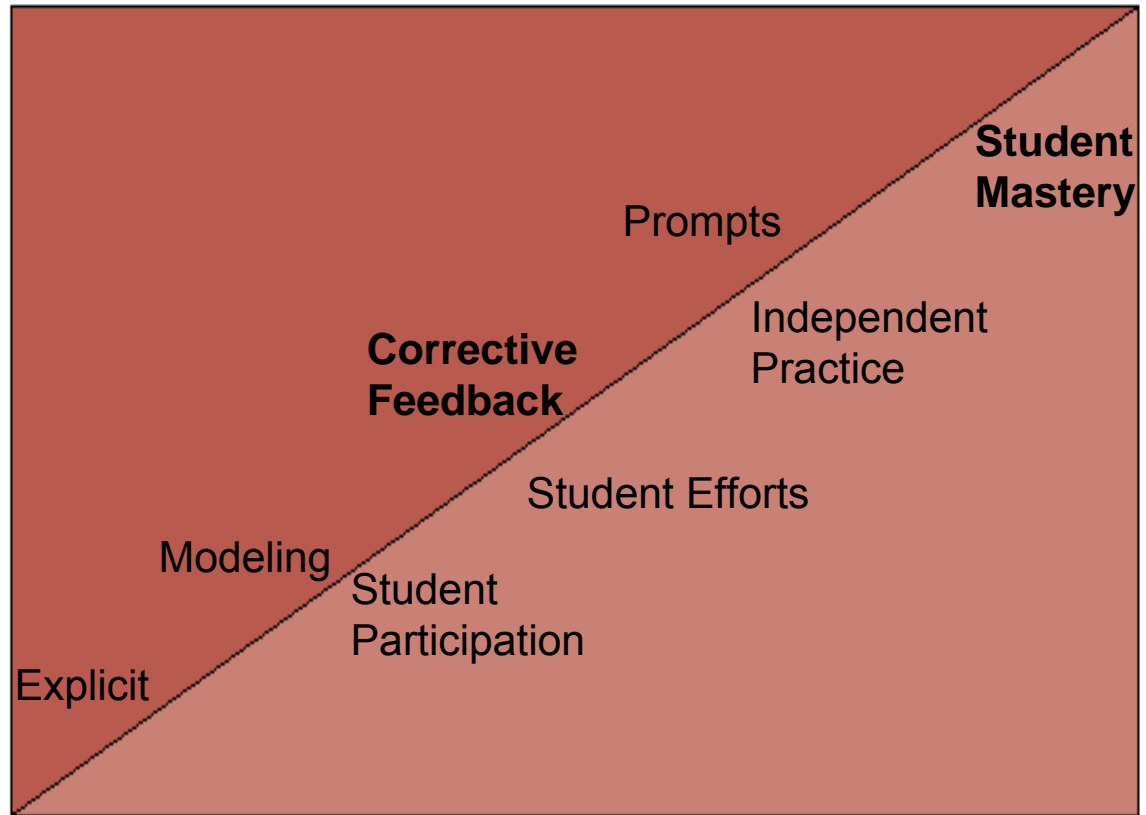 Student
Mastery
Prompts
Independent
Practice
Corrective
Feedback
Student Efforts
Modeling
Student
Participation
Explicit